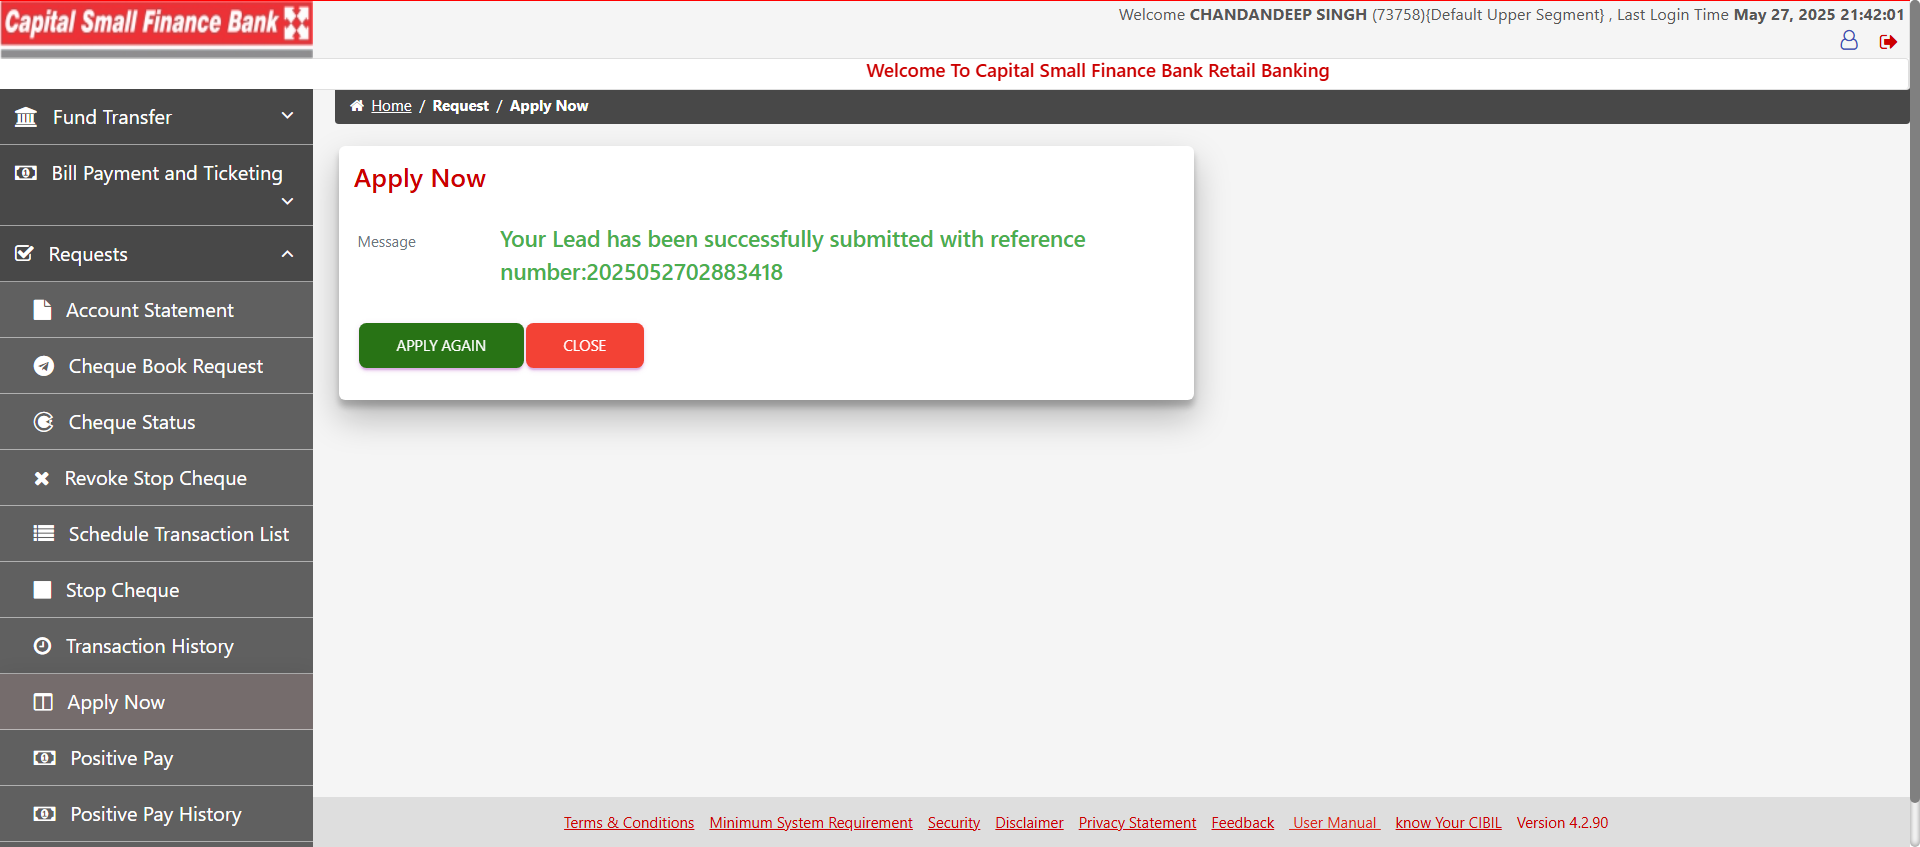 Capital Small Finance Bank
Welcome CHANDANDEEP SINGH (73758){Default Upper Segment} , Last Login Time May 27, 2025 21:42:01
Welcome To Capital Small Finance Bank Retail Banking
Fund Transfer
Bill Payment and Ticketing
Requests
Account Statement
Cheque Book Request
Cheque Status
Revoke Stop Cheque
Schedule Transaction List
Stop Cheque
Transaction History
Apply Now
Positive Pay
Positive Pay History
Home / Request / Apply Now
Apply Now
Message
Your Lead has been successfully submitted with reference
number:2025052702883418
APPLY AGAIN
CLOSE
Terms & Conditions Minimum System Requirement Security Disclaimer Privacy Statement Feedback User Manual know Your CIBIL Version 4.2.90